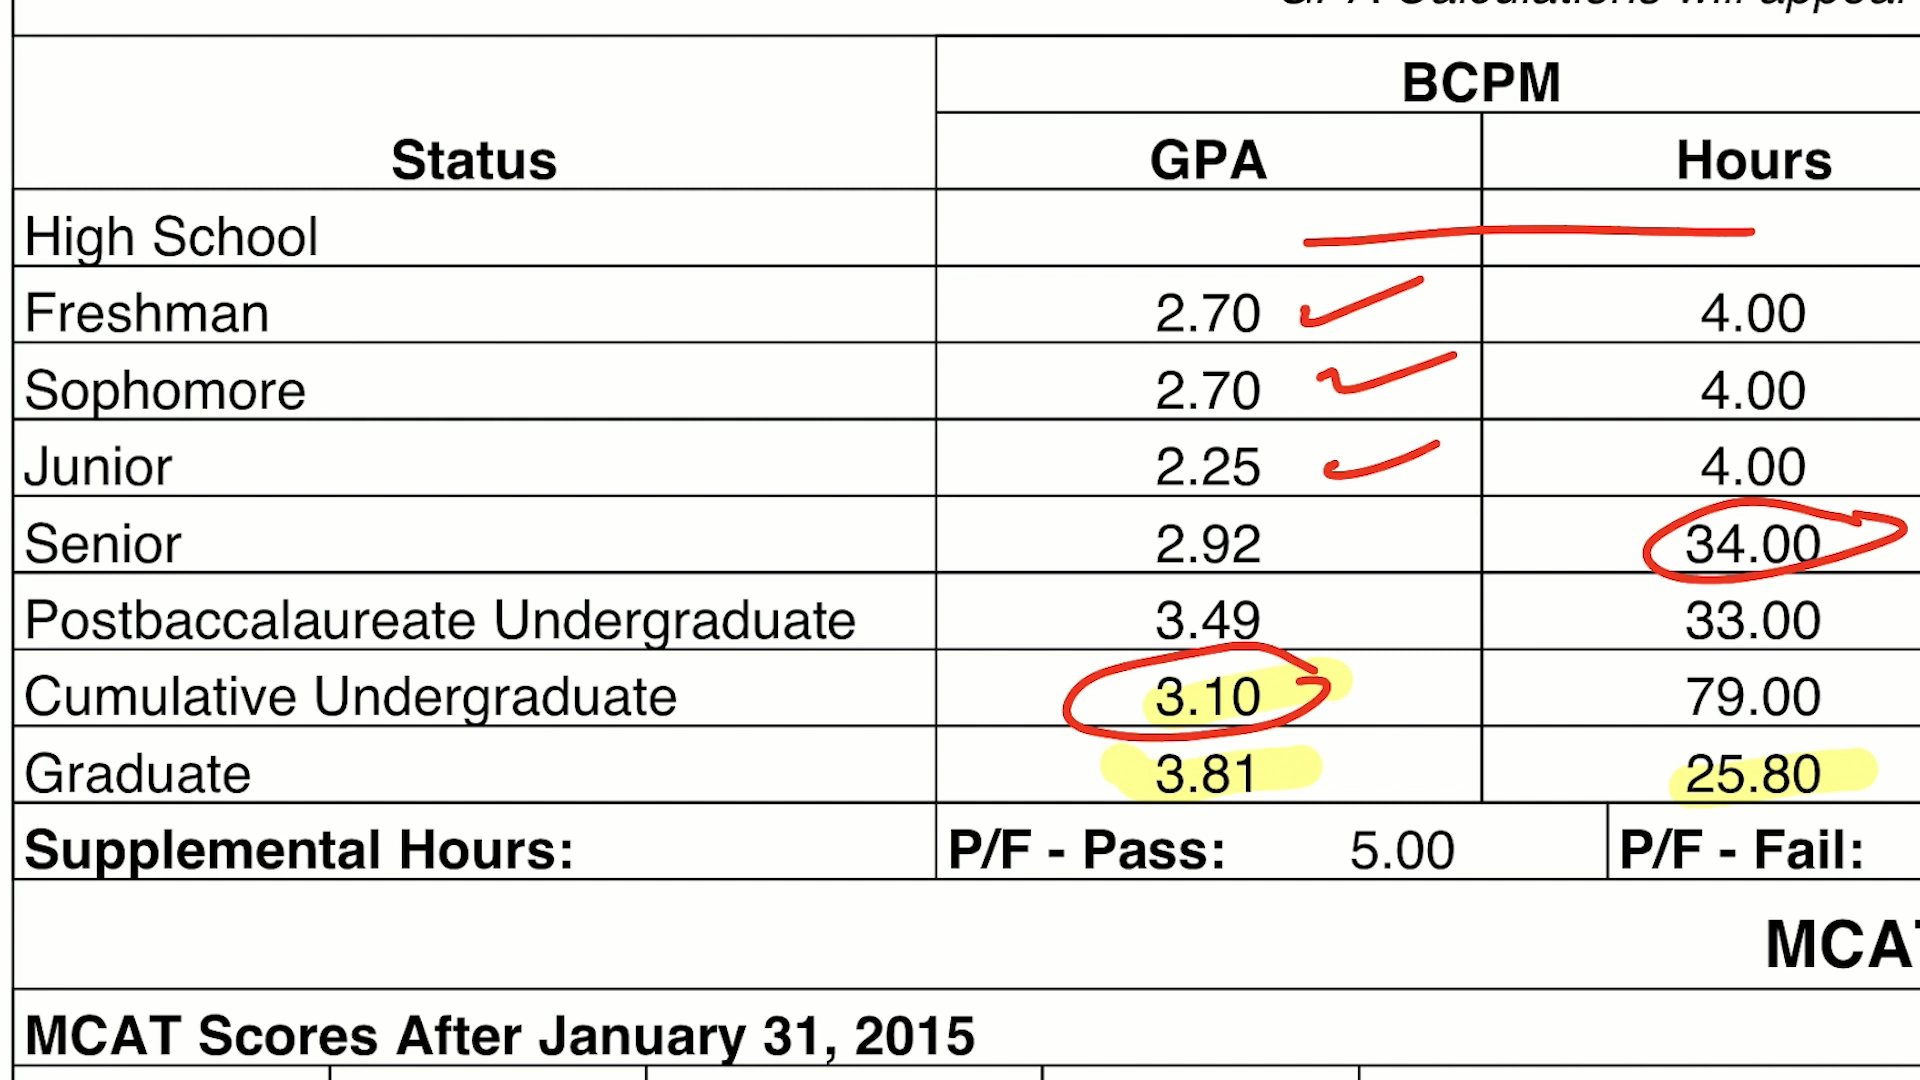 BCPM
Status GPA Hours
High School
Freshman 2.70 4.00
Sophomore 2.70 4.00
Junior 2.25 4.00
Senior 2.92 34.00
Postbaccalaureate Undergraduate 3.49 33.00
Cumulative Undergraduate 3.10 79.00
Graduate 3.81 25.80
Supplemental Hours: P/F - Pass: 5.00 P/F - Fail:
MCAT
MCAT Scores After January 31, 2015